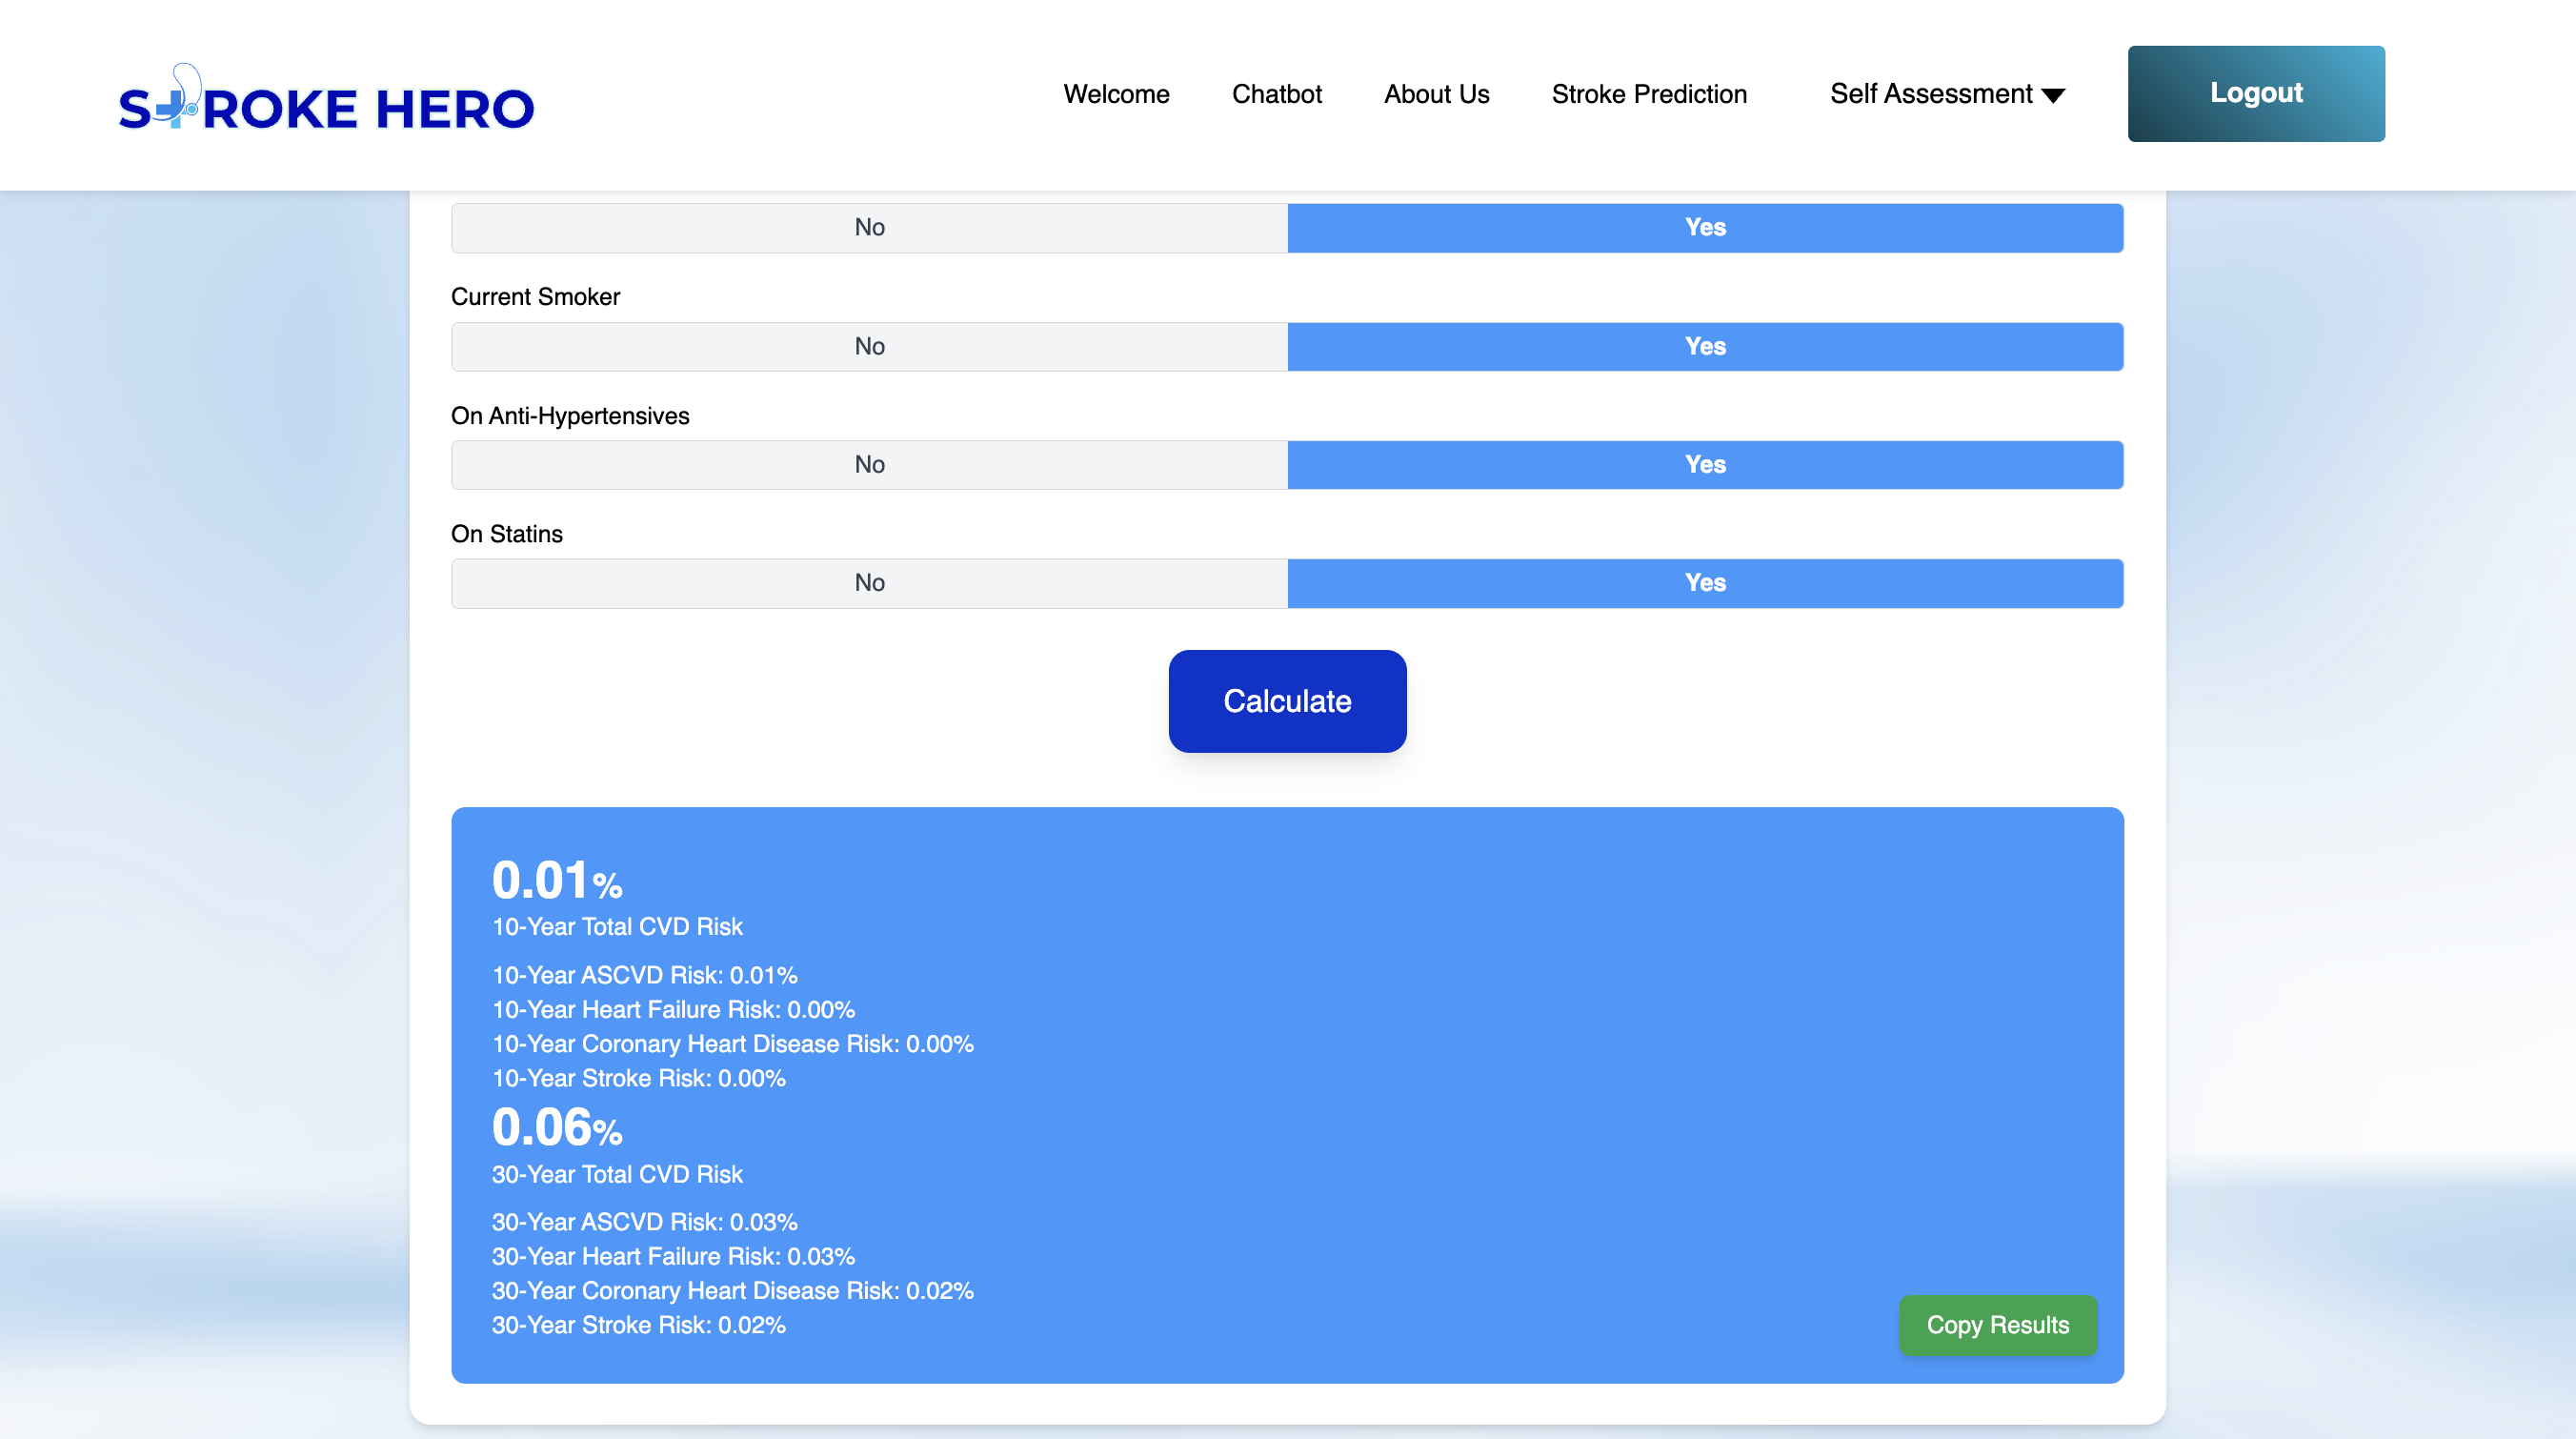 STROKE HERO
Welcome Chatbot About Us Stroke Prediction Self Assessment Logout
No Yes
Current Smoker
No Yes
On Anti-Hypertensives
No Yes
On Statins
No Yes
Calculate
0.01%
10-Year Total CVD Risk
10-Year ASCVD Risk: 0.01%
10-Year Heart Failure Risk: 0.00%
10-Year Coronary Heart Disease Risk: 0.00%
10-Year Stroke Risk: 0.00%
0.06%
30-Year Total CVD Risk
30-Year ASCVD Risk: 0.03%
30-Year Heart Failure Risk: 0.03%
30-Year Coronary Heart Disease Risk: 0.02%
30-Year Stroke Risk: 0.02%
Copy Results